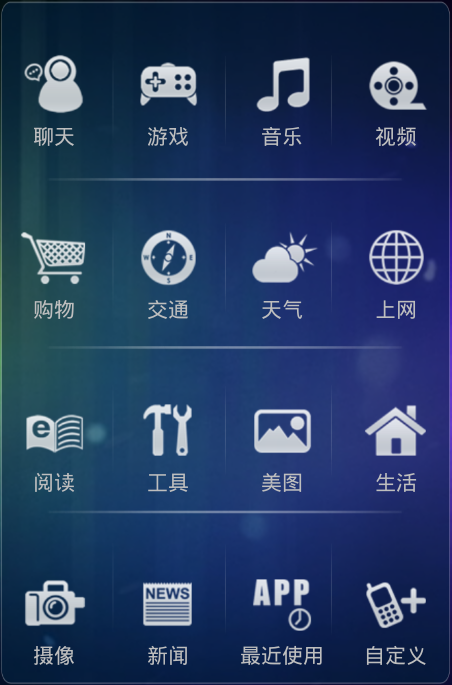 聊天 游戏 音乐 视频
N
W E
S
购物 交通 天气 上网
e
阅读 工具 美图 生活
NEWS
APP
摄像 新闻 最近使用 自定义